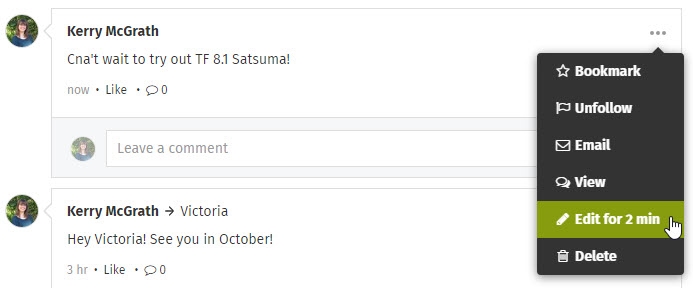 Kerry McGrath
Cna't wait to try out TF 8.1 Satsuma!
now • Like • 0
Leave a comment
Bookmark
Unfollow
Email
View
Edit for 2 min
Delete
Kerry McGrath → Victoria
Hey Victoria! See you in October!
3 hr • Like • 0